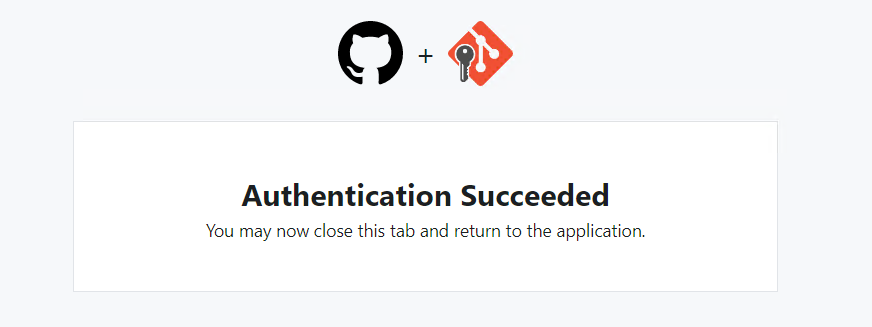 +
Authentication Succeeded
You may now close this tab and return to the application.